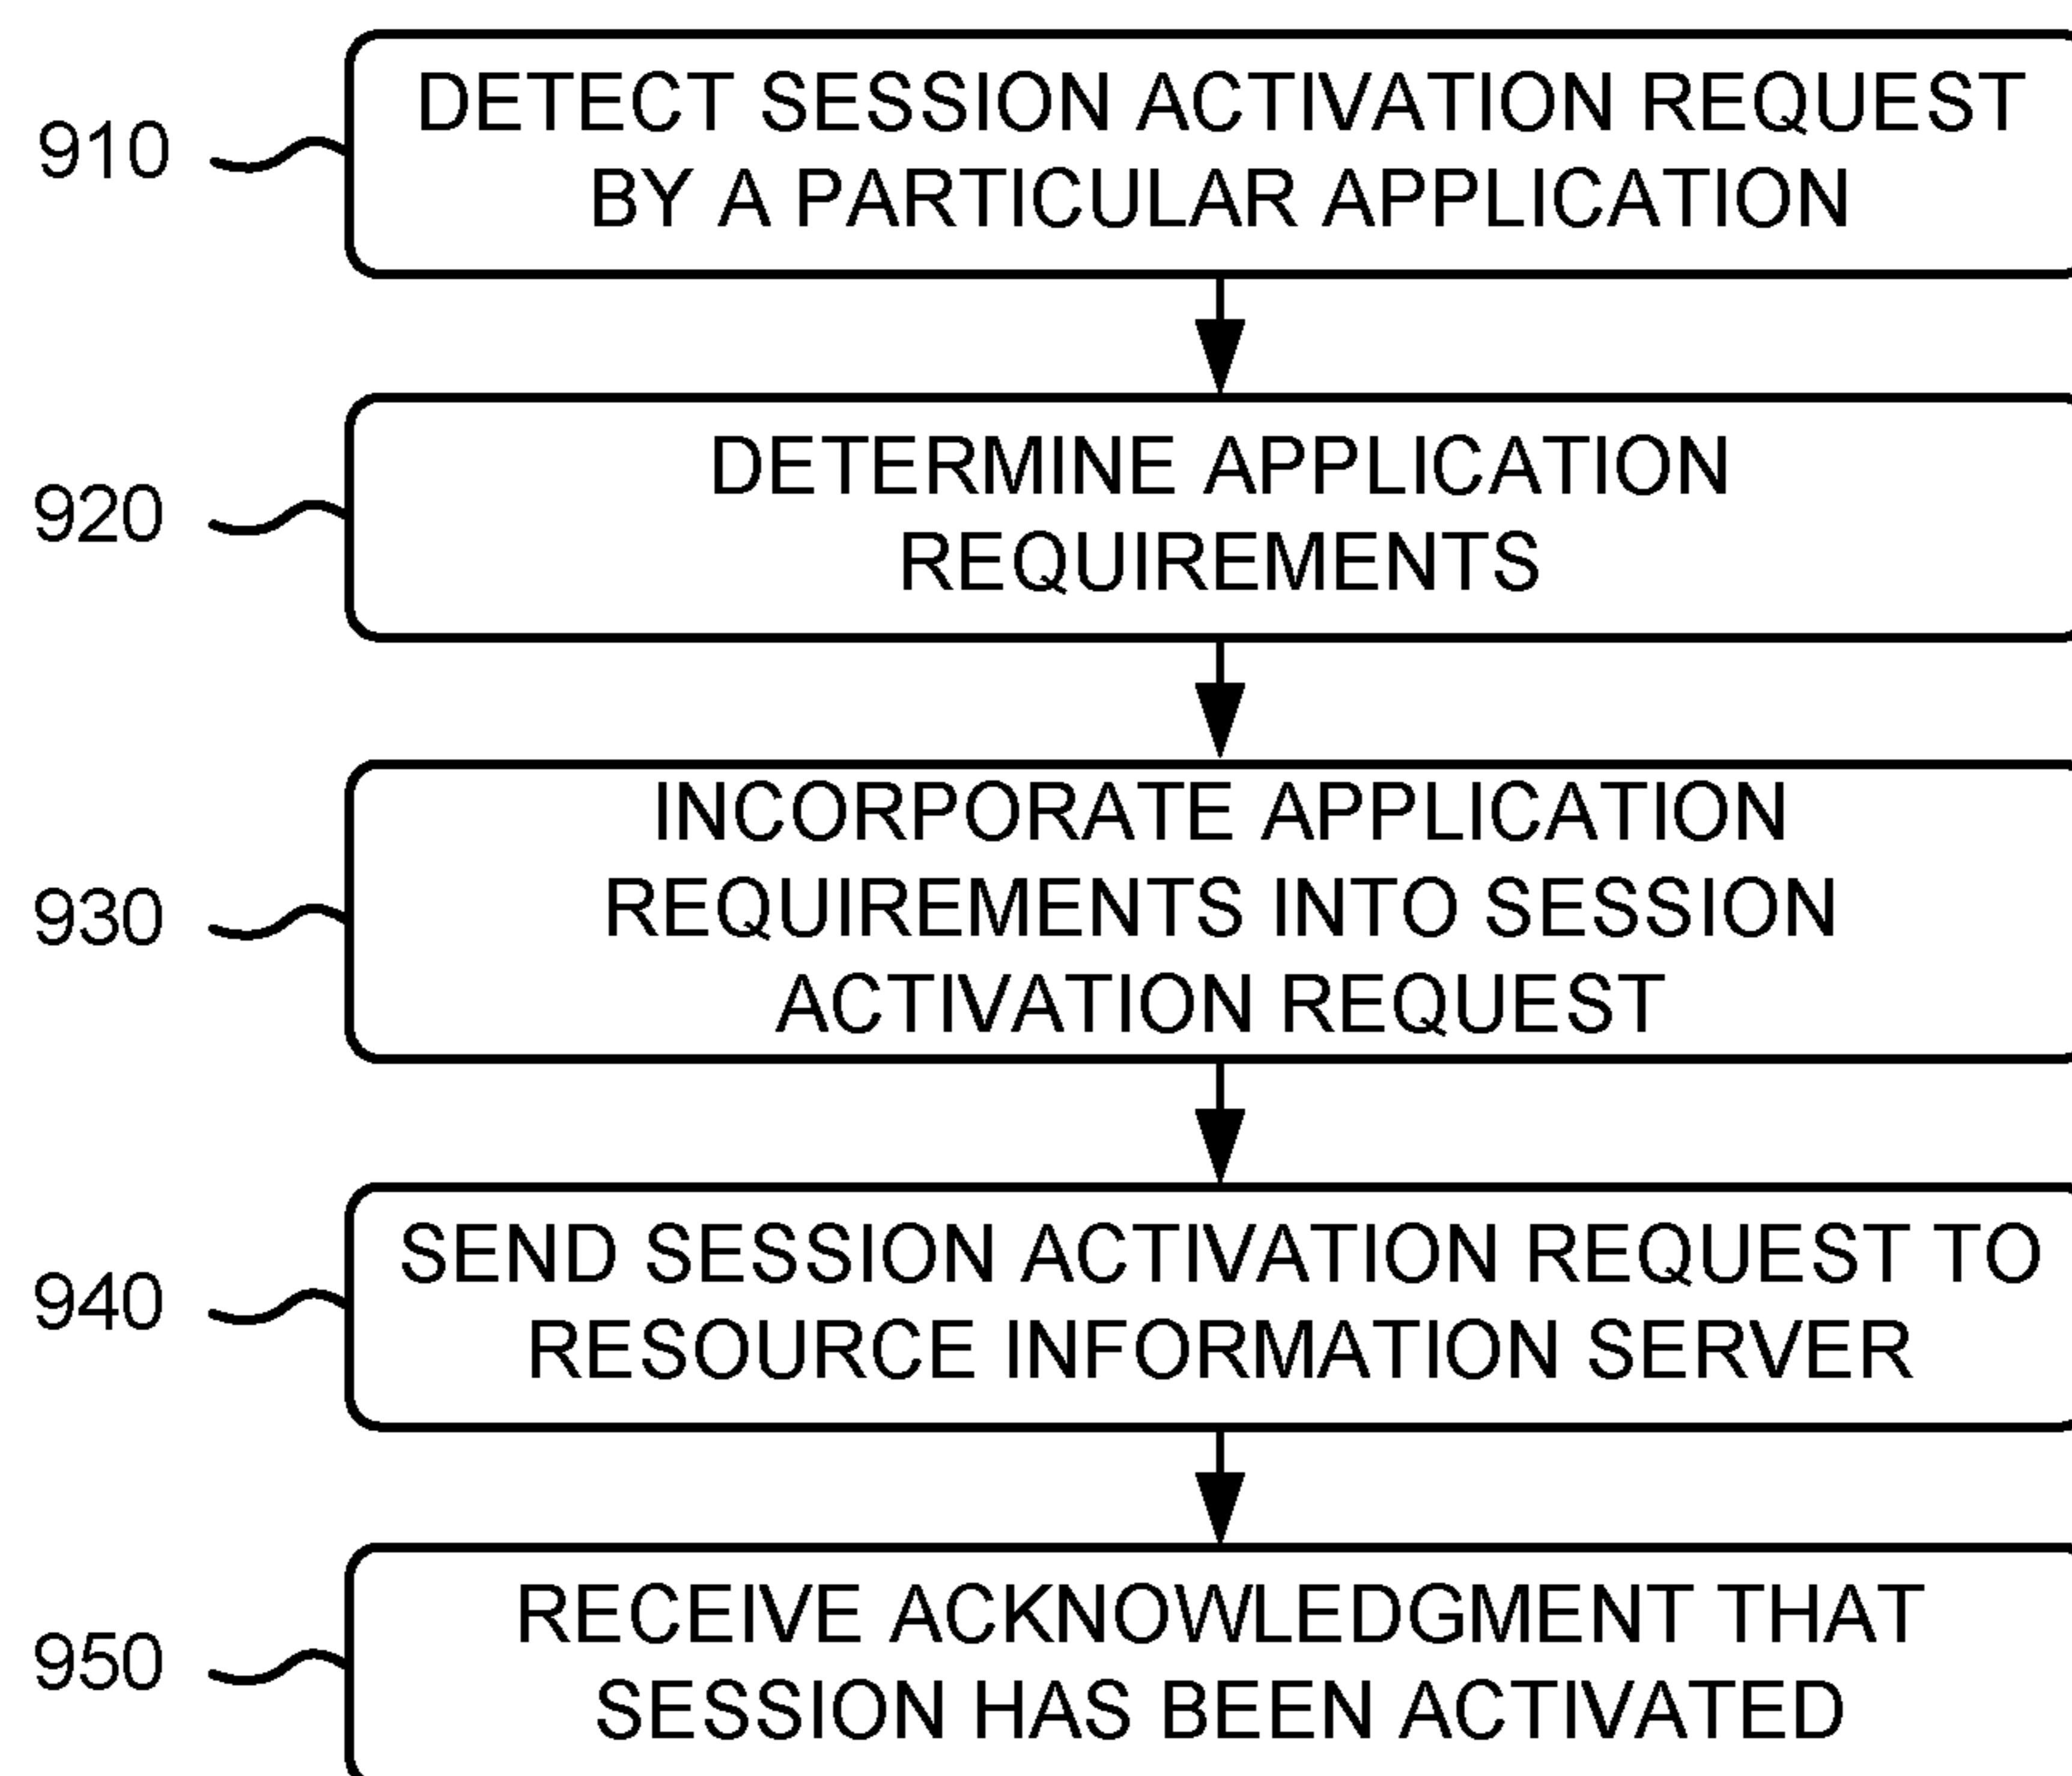 910
DETECT SESSION ACTIVATION REQUEST
BY A PARTICULAR APPLICATION
920
DETERMINE APPLICATION
REQUIREMENTS
930
INCORPORATE APPLICATION
REQUIREMENTS INTO SESSION
ACTIVATION REQUEST
940
SEND SESSION ACTIVATION REQUEST TO
RESOURCE INFORMATION SERVER
950
RECEIVE ACKNOWLEDGMENT THAT
SESSION HAS BEEN ACTIVATED